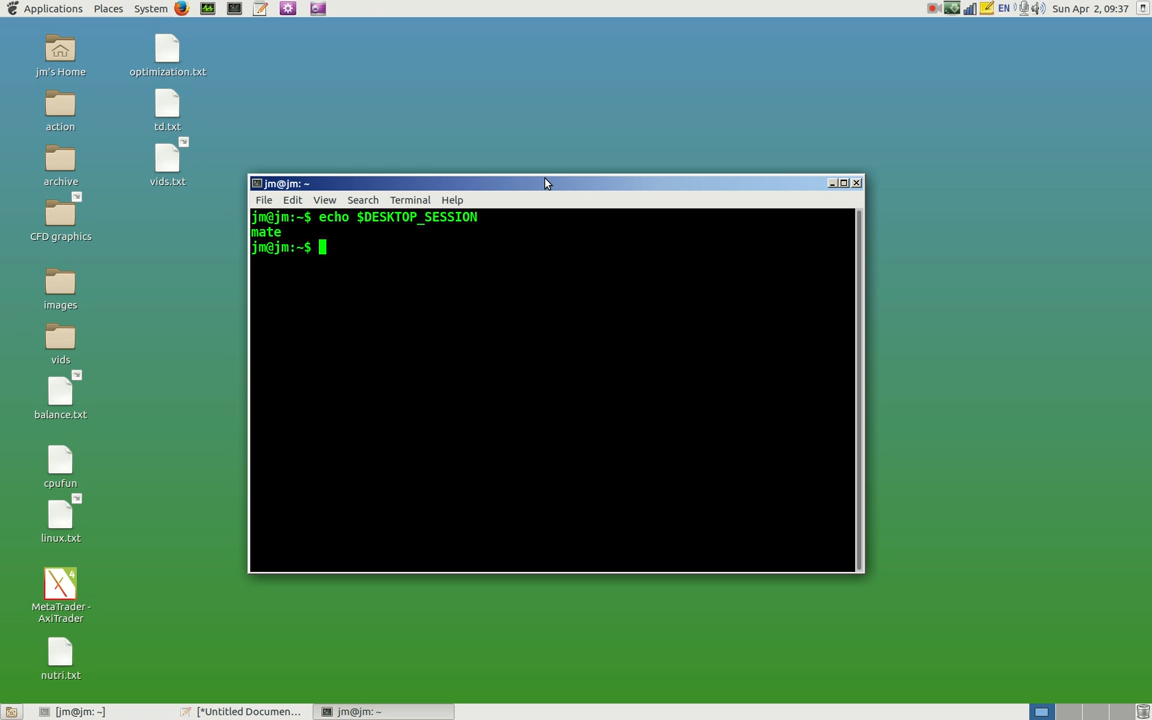 Applications Places System
EN Sun Apr 2, 09:37
jm's Home
optimization.txt
action
td.txt
archive
vids.txt
CFD graphics
images
vids
balance.txt
cpufun
linux.txt
4
MetaTrader -
AxiTrader
nutri.txt
jm@jm: ~
File Edit View Search Terminal Help
jm@jm:~$ echo $DESKTOP_SESSION
mate
jm@jm:~$
[jm@jm: ~] [*Untitled Documen... jm@jm: ~